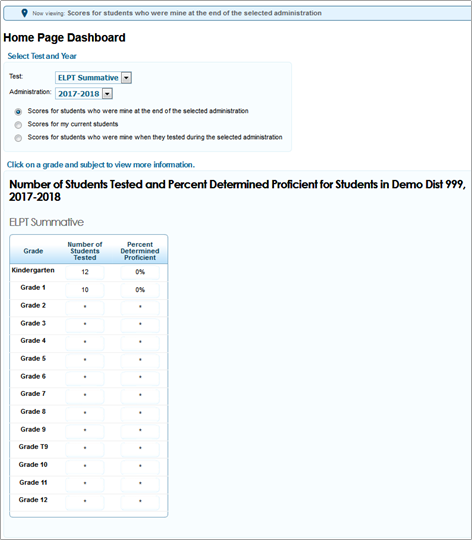 Now viewing: Scores for students who were mine at the end of the selected administration
Home Page Dashboard
Select Test and Year
Test: ELPT Summative
Administration: 2017-2018
Scores for students who were mine at the end of the selected administration
Scores for my current students
Scores for students who were mine when they tested during the selected administration
Click on a grade and subject to view more information.
Number of Students Tested and Percent Determined Proficient for Students in Demo Dist 999,
2017-2018
ELPT Summative
Grade Number of Students Tested Percent Determined Proficient
Kindergarten 12 0%
Grade 1 10 0%
Grade 2 * *
Grade 3 * *
Grade 4 * *
Grade 5 * *
Grade 6 * *
Grade 7 * *
Grade 8 * *
Grade 9 * *
Grade T9 * *
Grade 10 * *
Grade 11 * *
Grade 12 * *